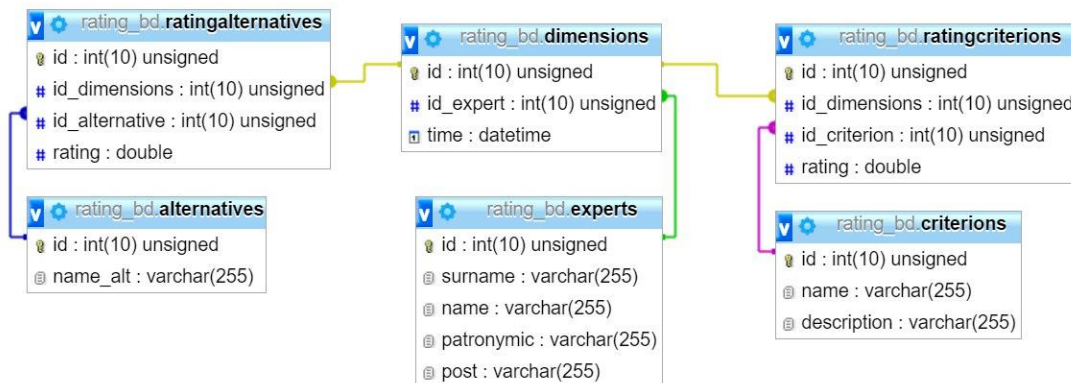 rating_bd.ratingalternatives
id : int(10) unsigned
# id_dimensions : int(10) unsigned
# id_alternative : int(10) unsigned
# rating : double
rating_bd.alternatives
id : int(10) unsigned
name_alt : varchar(255)
rating_bd.dimensions
id : int(10) unsigned
# id_expert : int(10) unsigned
time : datetime
rating_bd.experts
id : int(10) unsigned
surname : varchar(255)
name : varchar(255)
patronymic : varchar(255)
post : varchar(255)
rating_bd.ratingcriterions
id : int(10) unsigned
# id_dimensions : int(10) unsigned
# id_criterion : int(10) unsigned
# rating : double
rating_bd.criterions
id : int(10) unsigned
name : varchar(255)
description : varchar(255)